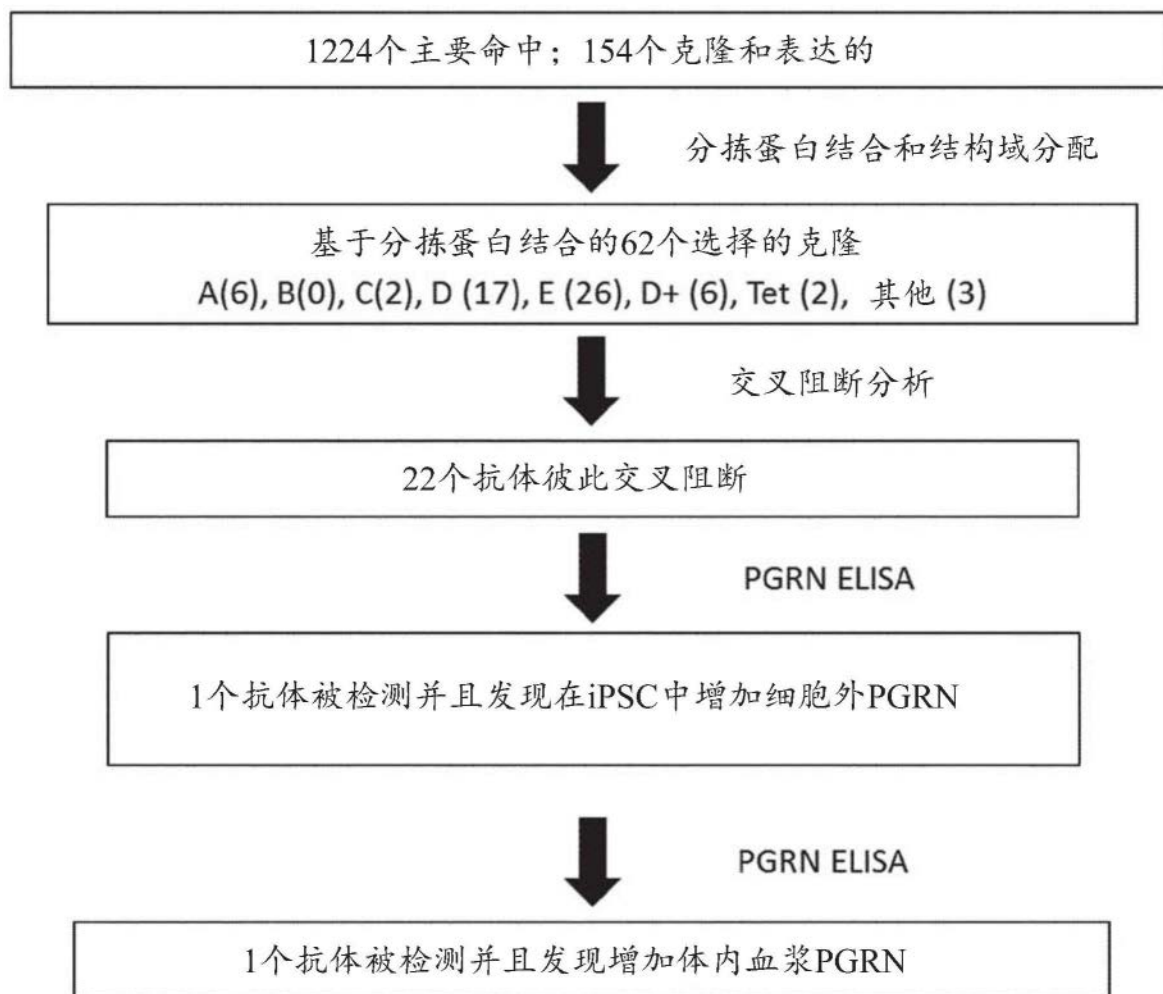 1224个主要命中；154个克隆和表达的
分拣蛋白结合和结构域分配
基于分拣蛋白结合的62个选择的克隆
A(6), B(0), C(2), D (17), E (26), D+ (6), Tet (2), 其他 (3)
交叉阻断分析
22个抗体彼此交叉阻断
PGRN ELISA
1个抗体被检测并且发现在iPSC中增加细胞外PGRN
PGRN ELISA
1个抗体被检测并且发现增加体内血浆PGRN